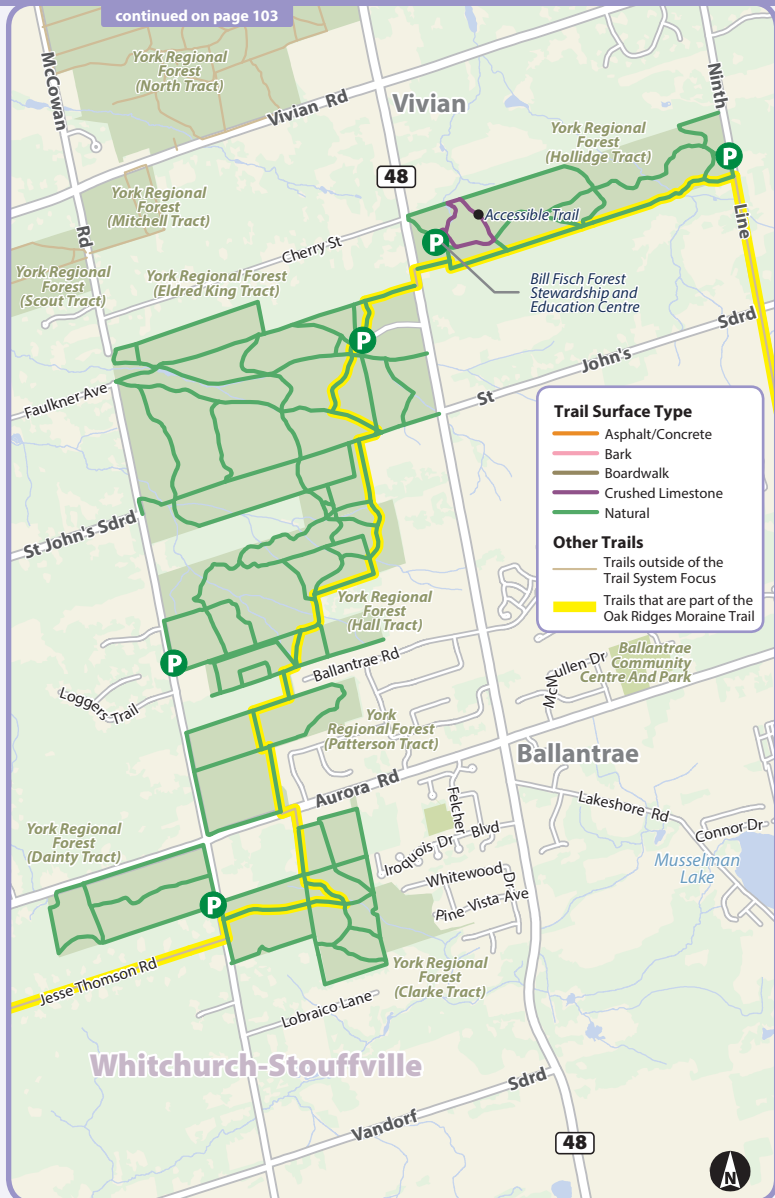 continued on page 103
McCowan
Rd
York Regional
Forest
(North Tract)
Vivian Rd
Vivian
Ninth
Line
York Regional
Forest
(Hollidge Tract)
P
48
York Regional
Forest
(Mitchell Tract)
Accessible Trail
P
Cherry St
York Regional
Forest
(Scout Tract)
York Regional Forest
(Eldred King Tract)
Bill Fisch Forest
Stewardship and
Education Centre
P
St John's Sdrd
Faulkner Ave
Trail Surface Type
Asphalt/Concrete
Bark
Boardwalk
Crushed Limestone
Natural
Other Trails
Trails outside of the
Trail System Focus
Trails that are part of the
Oak Ridges Moraine Trail
St John's Sdrd
York Regional
Forest
(Hall Tract)
P
Ballantrae Rd
McMullen Dr
Ballantrae
Community
Centre And Park
Loggers Trail
York
Regional Forest
(Patterson Tract)
Ballantrae
Aurora Rd
Felcher
Blvd
Lakeshore Rd
Connor Dr
York Regional
Forest
(Dainty Tract)
Iroquois Dr
Musselman
Lake
Whitewood
Dr
Pine Vista Ave
P
Jesse Thomson Rd
York Regional
Forest
(Clarke Tract)
Lobraico Lane
Whitchurch-Stouffville
Vandorf Sdrd
48
N